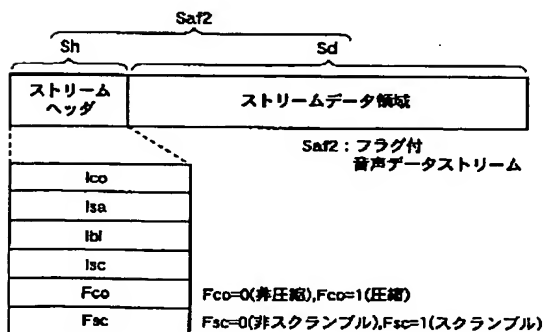 Saf2
Sh
Sd
ストリーム
ヘッダ
ストリームデータ領域
Saf2：フラグ付
音声データストリーム
Ico
Isa
Ibl
Isc
Fco
Fco=0(非圧縮),Fco=1(圧縮)
Fsc
Fsc=0(非スクランブル),Fsc=1(スクランブル)